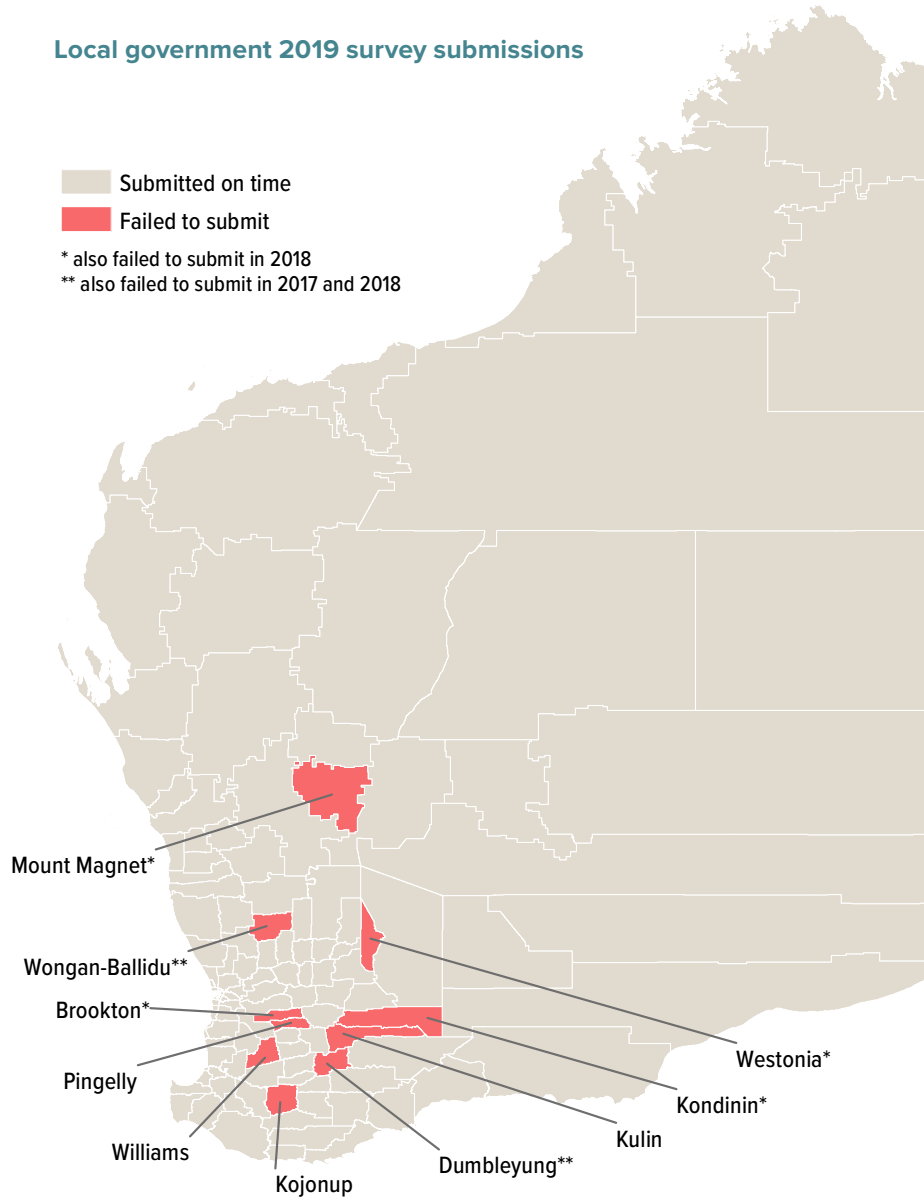 Local government 2019 survey submissions
Submitted on time
Failed to submit
* also failed to submit in 2018
** also failed to submit in 2017 and 2018
Mount Magnet*
Wongan-Ballidu**
Brookton*
Pingelly
Williams
Kojonup
Dumbleyung**
Kulin
Kondinin*
Westonia*